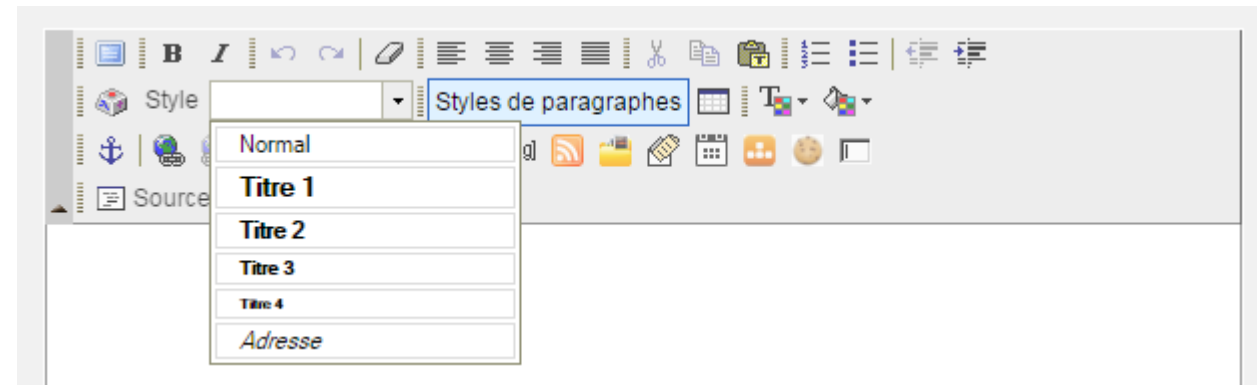 B I
Style
Styles de paragraphes
Normal
g]
Titre 1
Source
Titre 2
Titre 3
Titre 4
Adresse